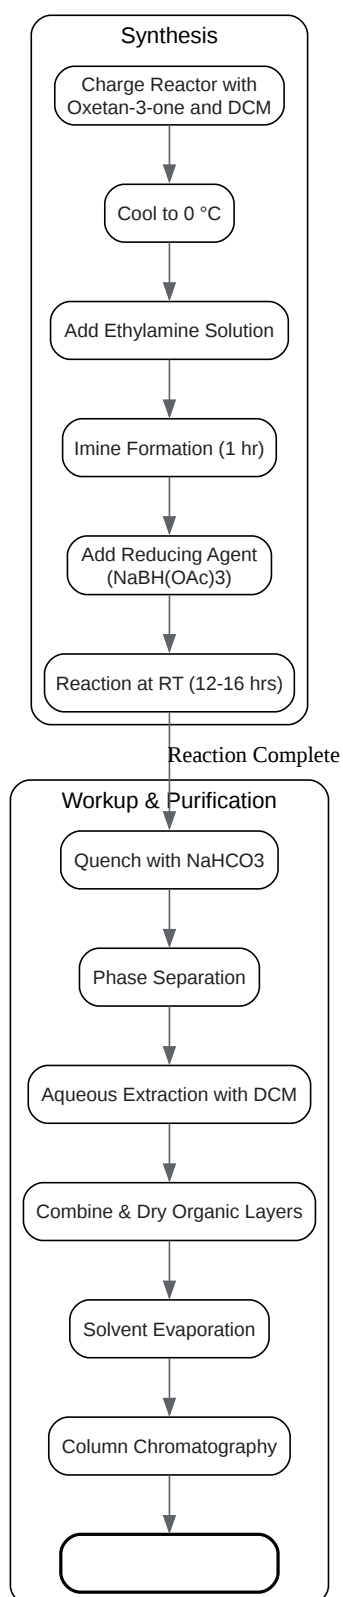 Synthesis
Charge Reactor with
Oxetan-3-one and DCM
Cool to 0 °C
Add Ethylamine Solution
Imine Formation (1 hr)
Add Reducing Agent
(NaBH(OAc)3)
Reaction at RT (12-16 hrs)
Reaction Complete
Workup & Purification
Quench with NaHCO3
Phase Separation
Aqueous Extraction with DCM
Combine & Dry Organic Layers
Solvent Evaporation
Column Chromatography